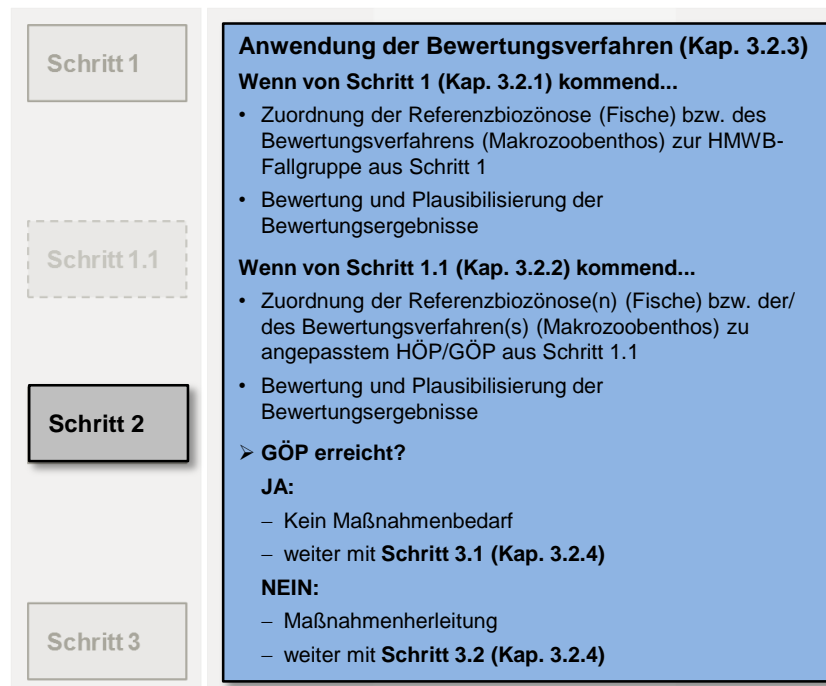 Schritt 1
Schritt 1.1
Schritt 2
Schritt 3
Anwendung der Bewertungsverfahren (Kap. 3.2.3)
Wenn von Schritt 1 (Kap. 3.2.1) kommend...
• Zuordnung der Referenzbiozönose (Fische) bzw. des
Bewertungsverfahrens (Makrozoobenthos) zur HMWB-
Fallgruppe aus Schritt 1
• Bewertung und Plausibilisierung der
Bewertungsergebnisse
Wenn von Schritt 1.1 (Kap. 3.2.2) kommend...
• Zuordnung der Referenzbiozönose(n) (Fische) bzw. der/
des Bewertungsverfahren(s) (Makrozoobenthos) zu
angepasstem HÖP/GÖP aus Schritt 1.1
• Bewertung und Plausibilisierung der
Bewertungsergebnisse
➢ GÖP erreicht?
JA:
− Kein Maßnahmenbedarf
− weiter mit Schritt 3.1 (Kap. 3.2.4)
NEIN:
− Maßnahmenherleitung
− weiter mit Schritt 3.2 (Kap. 3.2.4)